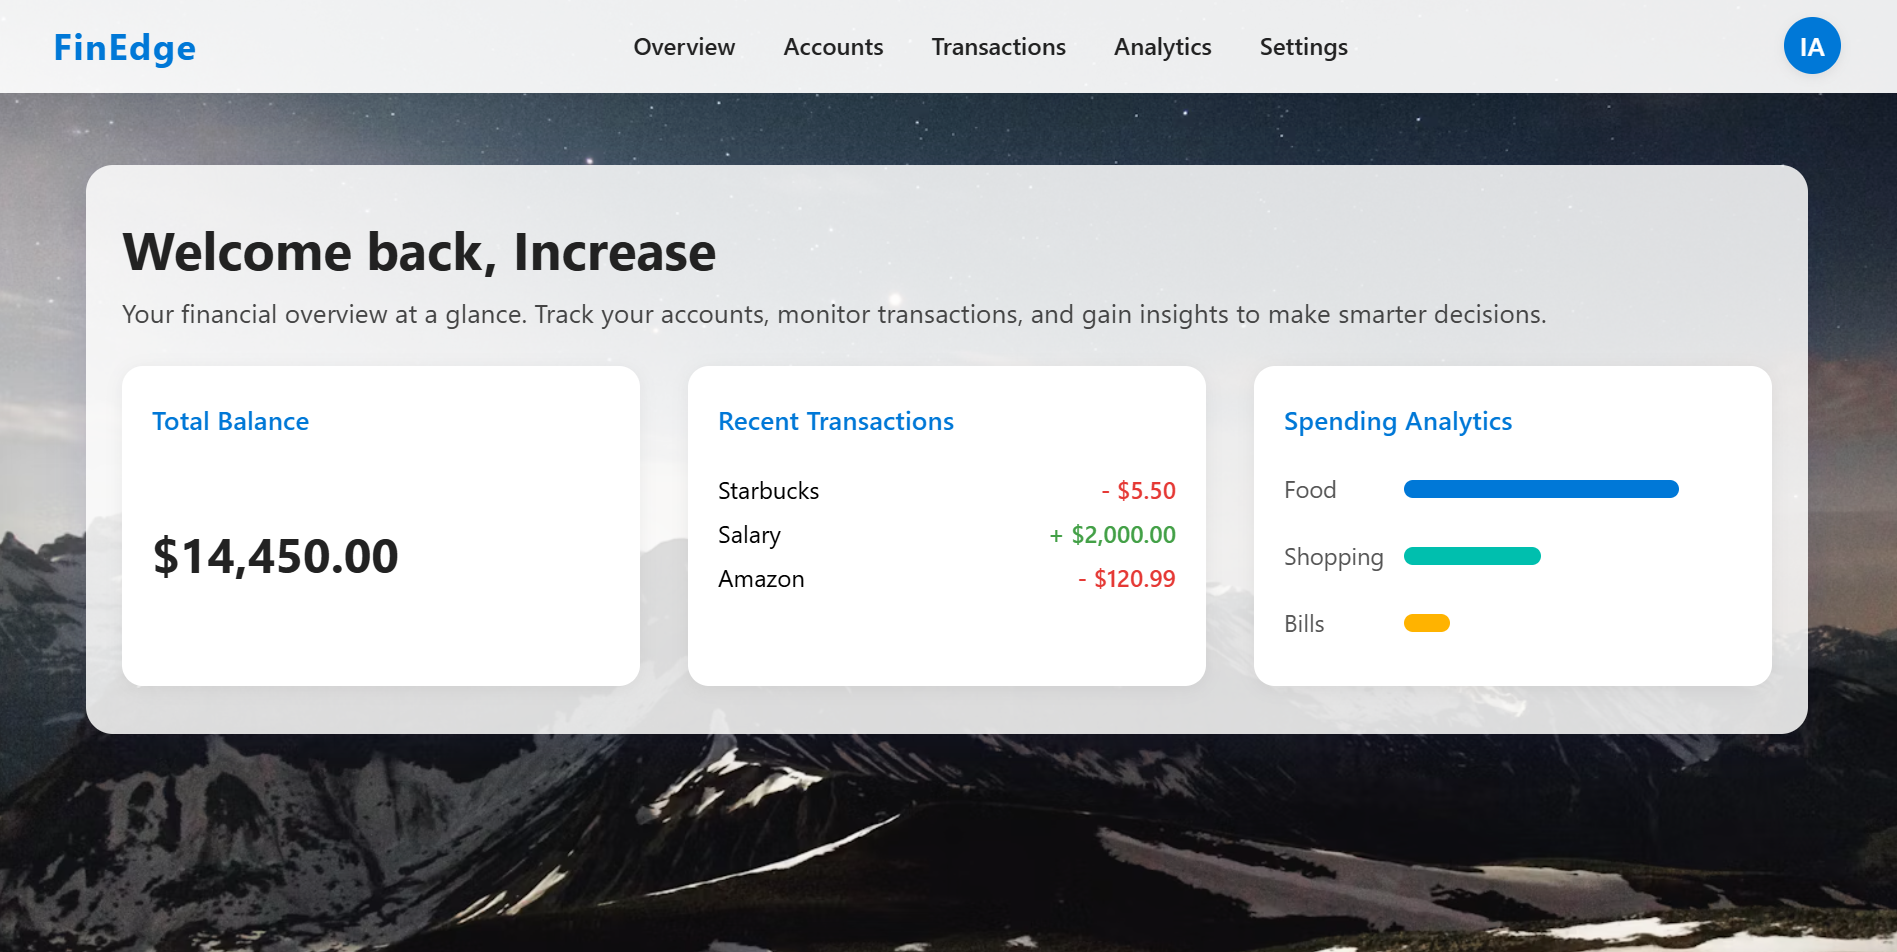 FinEdge
Overview Accounts Transactions Analytics Settings
IA
Welcome back, Increase
Your financial overview at a glance. Track your accounts, monitor transactions, and gain insights to make smarter decisions.
Total Balance
$14,450.00
Recent Transactions
Starbucks - $5.50
Salary + $2,000.00
Amazon - $120.99
Spending Analytics
Food
Shopping
Bills